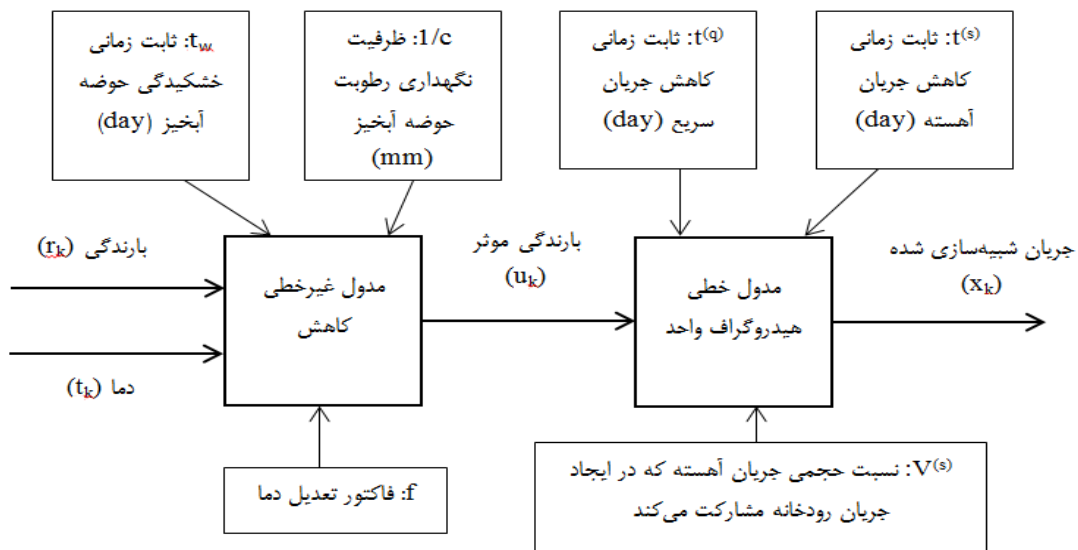 t_w: ثابت زمانی
خشکیدگی حوضه
آبخیز (day)
1/c: ظرفیت
نگهداری رطوبت
حوضه آبخیز
(mm)
t^(q): ثابت زمانی
کاهش جریان
سریع (day)
t^(s): ثابت زمانی
کاهش جریان
آهسته (day)
بارندگی (r_k)
دما (t_k)
مدول غیرخطی
کاهش
بارندگی موثر
(u_k)
مدول خطی
هیدروگراف واحد
جریان شبیه‌سازی شده
(x_k)
f: فاکتور تعدیل دما
V^(s): نسبت حجمی جریان آهسته که در ایجاد
جریان رودخانه مشارکت می‌کند